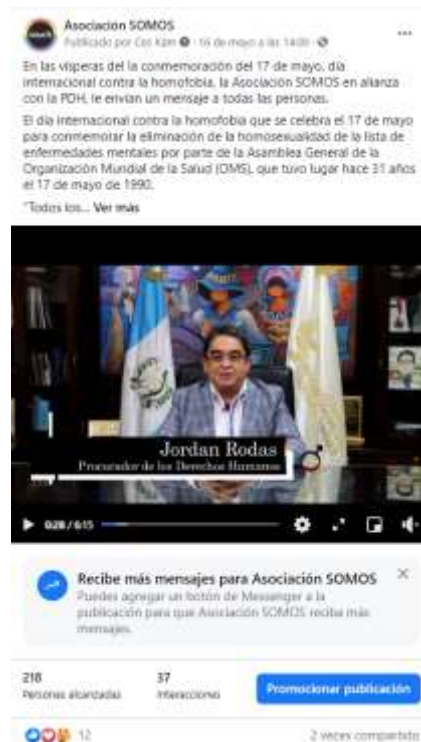 Asociación SOMOS
Publicado por Ces Kam · 16 de mayo a las 14:00 ·
En las vísperas del la conmemoración del 17 de mayo, día
internacional contra la homofobia, la Asociación SOMOS en alianza
con la PDH, le envían un mensaje a todas las personas.
El día internacional contra la homofobia que se celebra el 17 de mayo
para conmemorar la eliminación de la homosexualidad de la lista de
enfermedades mentales por parte de la Asamblea General de la
Organización Mundial de la Salud (OMS), que tuvo lugar hace 31 años
el 17 de mayo de 1990.
"Todos los... Ver más
Jordan Rodas
Procurador de los Derechos Humanos
0:28 / 6:15
Recibe más mensajes para Asociación SOMOS
Puedes agregar un botón de Messenger a la
publicación para que Asociación SOMOS reciba más
mensajes.
218
Personas alcanzadas
37
Interacciones
Promocionar publicación
12
2 veces compartido